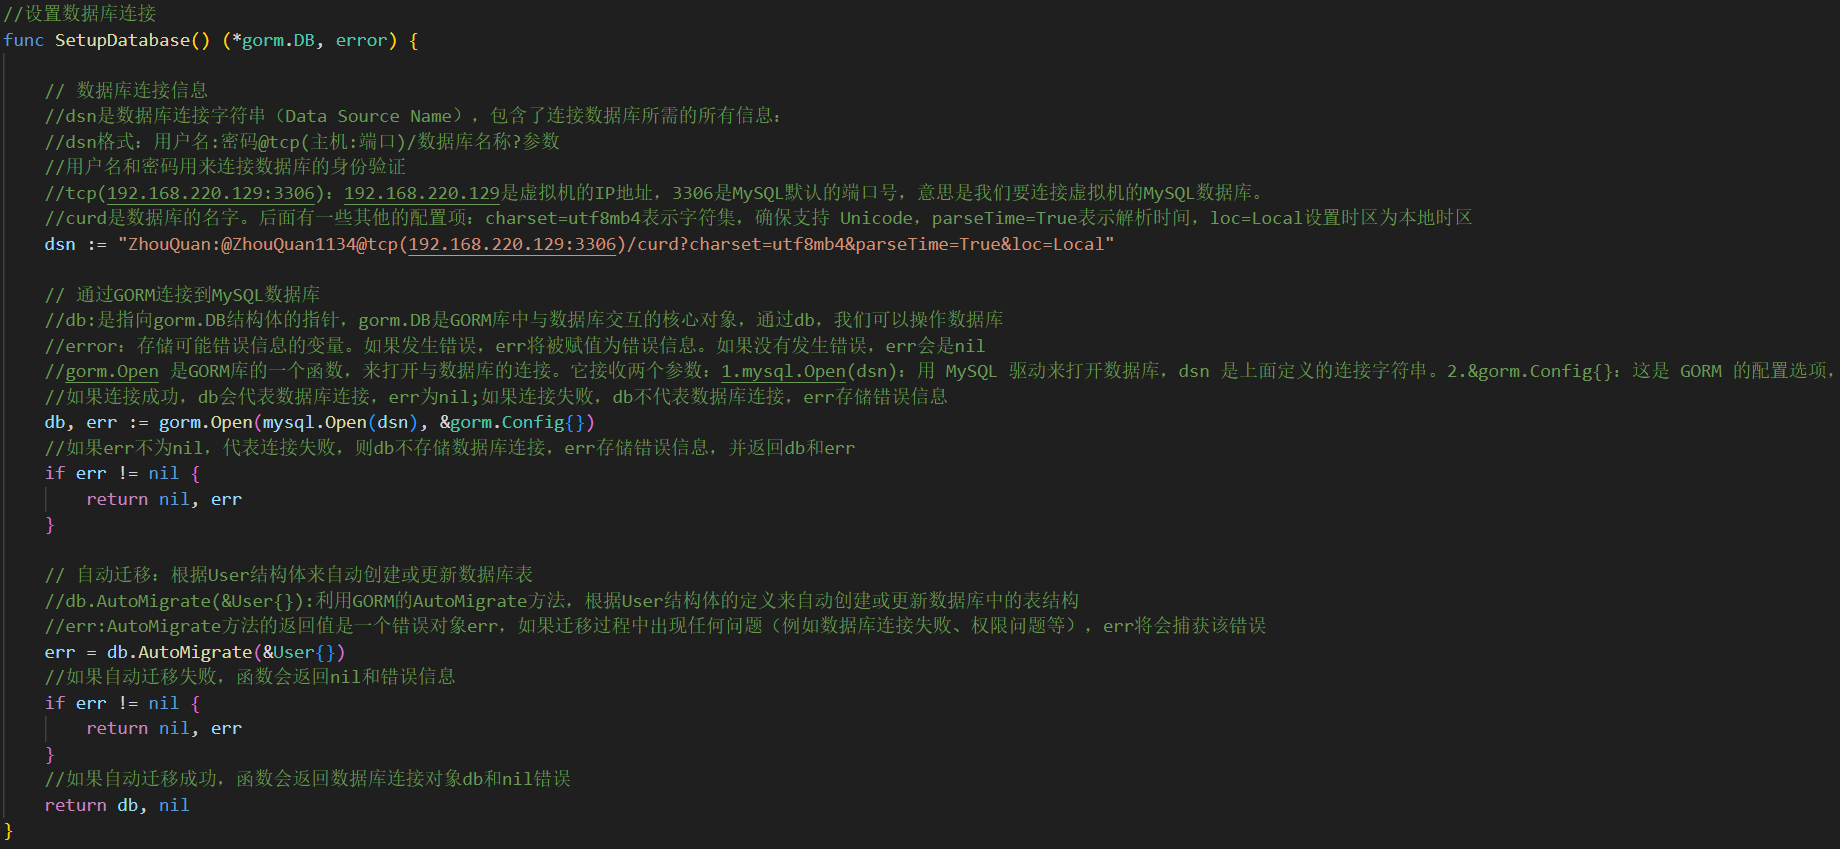 //设置数据库连接
func SetupDatabase() (*gorm.DB, error) {
// 数据库连接信息
//dsn是数据库连接字符串（Data Source Name），包含了连接数据库所需的所有信息：
//dsn格式：用户名:密码@tcp(主机:端口)/数据库名称?参数
//用户名和密码用来连接数据库的身份验证
//tcp(192.168.220.129:3306)：192.168.220.129是虚拟机的IP地址，3306是MySQL默认的端口号，意思是我们要连接虚拟机的MySQL数据库。
//curd是数据库的名字。后面有一些其他的配置项：charset=utf8mb4表示字符集，确保支持 Unicode，parseTime=True表示解析时间，loc=Local设置时区为本地时区
dsn := "ZhouQuan:@ZhouQuan1134@tcp(192.168.220.129:3306)/curd?charset=utf8mb4&parseTime=True&loc=Local"
// 通过GORM连接到MySQL数据库
//db:是指向gorm.DB结构体的指针，gorm.DB是GORM库中与数据库交互的核心对象，通过db，我们可以操作数据库
//error：存储可能错误信息的变量。如果发生错误，err将被赋值为错误信息。如果没有发生错误，err会是nil
//gorm.Open 是GORM库的一个函数，来打开与数据库的连接。它接收两个参数：1.mysql.Open(dsn)：用 MySQL 驱动来打开数据库，dsn 是上面定义的连接字符串。2.&gorm.Config{}：这是 GORM 的配置选项，
//如果连接成功，db会代表数据库连接，err为nil;如果连接失败，db不代表数据库连接，err存储错误信息
db, err := gorm.Open(mysql.Open(dsn), &gorm.Config{})
//如果err不为nil，代表连接失败，则db不存储数据库连接，err存储错误信息，并返回db和err
if err != nil {
return nil, err
}
// 自动迁移：根据User结构体来自动创建或更新数据库表
//db.AutoMigrate(&User{}):利用GORM的AutoMigrate方法，根据User结构体的定义来自动创建或更新数据库中的表结构
//err:AutoMigrate方法的返回值是一个错误对象err，如果迁移过程中出现任何问题（例如数据库连接失败、权限问题等），err将会捕获该错误
err = db.AutoMigrate(&User{})
//如果自动迁移失败，函数会返回nil和错误信息
if err != nil {
return nil, err
}
//如果自动迁移成功，函数会返回数据库连接对象db和nil错误
return db, nil
}